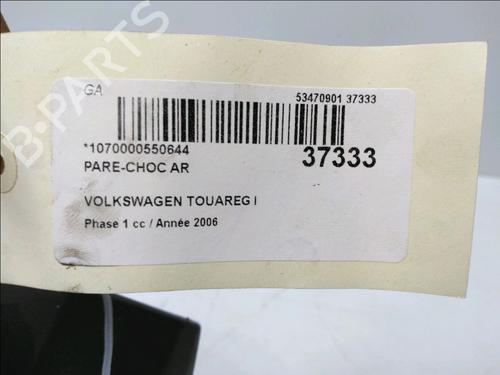 B-PARTS
GA
53470901 37333
*1070000550644
37333
PARE-CHOC AR
VOLKSWAGEN TOUAREG I
Phase 1 cc / Année 2006